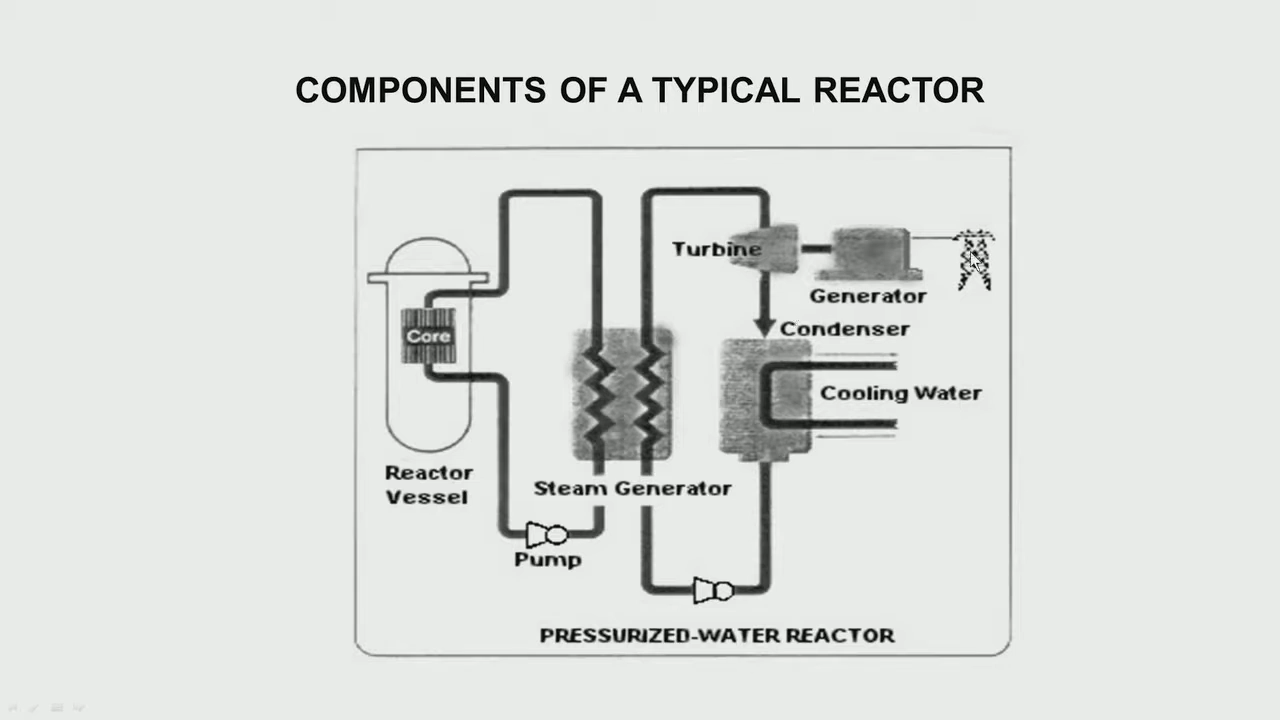 COMPONENTS OF A TYPICAL REACTOR
Turbine
Generator
Condenser
Core
Cooling Water
Reactor
Vessel
Steam Generator
Pump
PRESSURIZED-WATER REACTOR